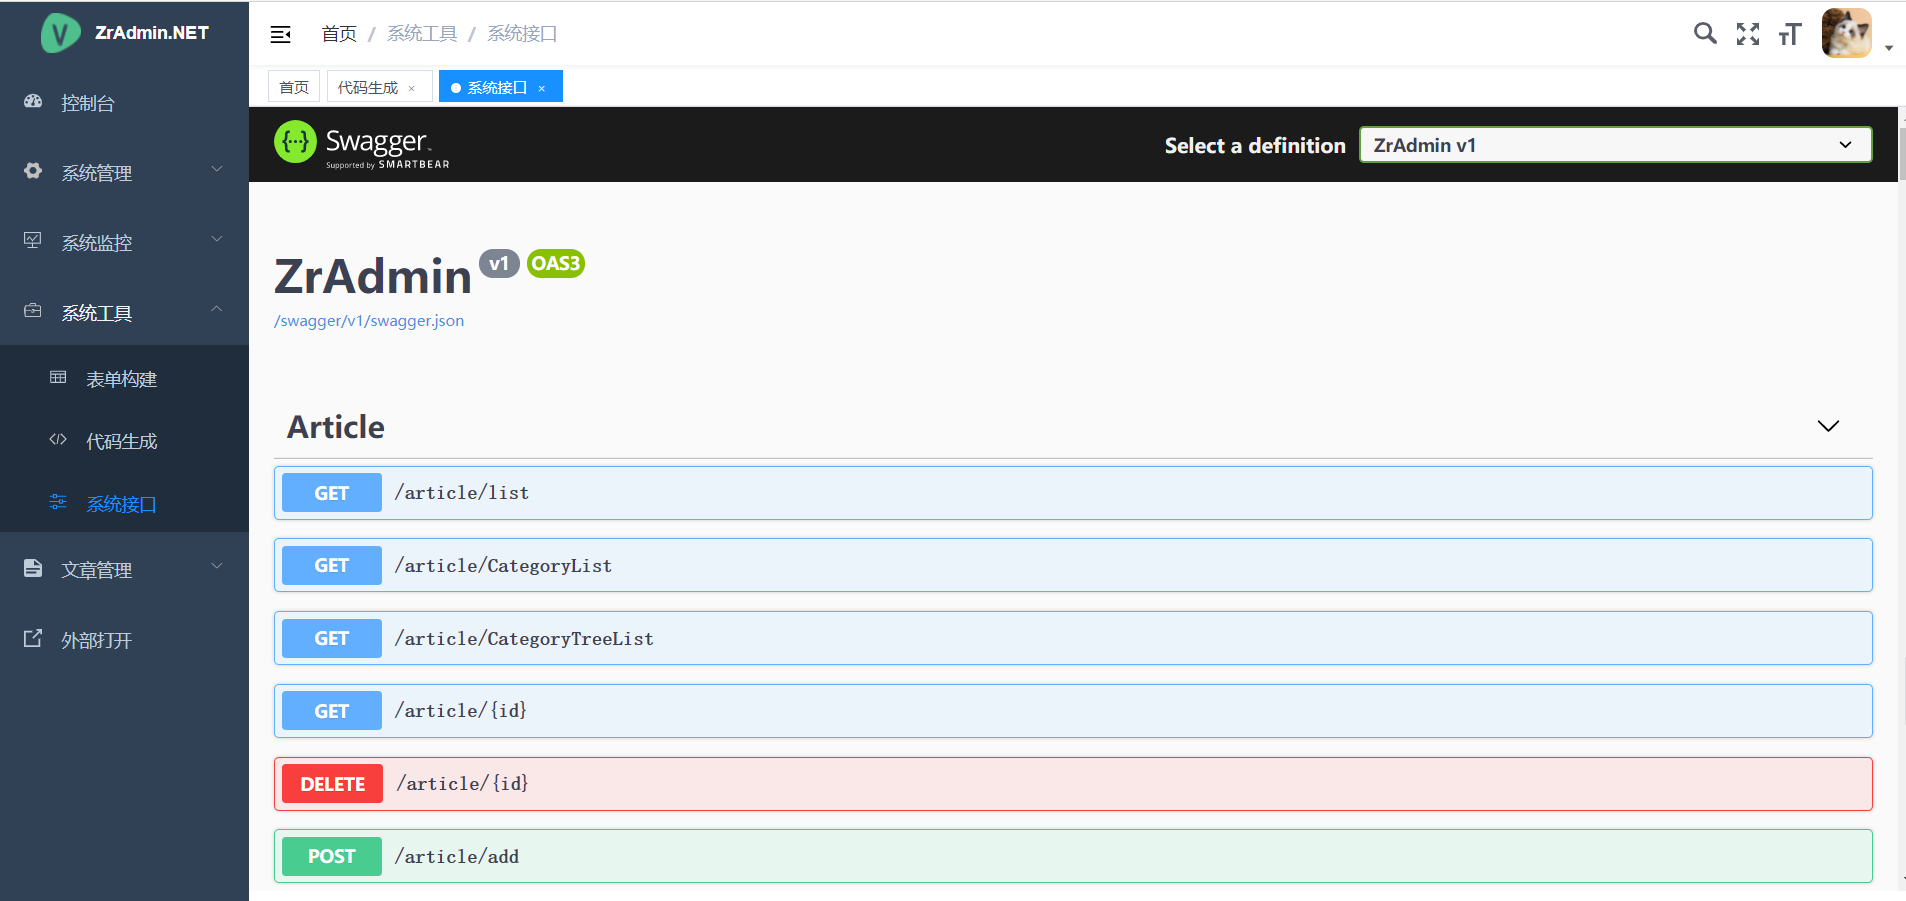 ZrAdmin.NET
控制台
系统管理
系统监控
系统工具
表单构建
代码生成
系统接口
文章管理
外部打开
首页 / 系统工具 / 系统接口
首页 代码生成 × 系统接口 ×
{···} Swagger™
Supported by SMARTBEAR
Select a definition ZrAdmin v1
ZrAdmin v1 OAS3
/swagger/v1/swagger.json
Article
GET /article/list
GET /article/CategoryList
GET /article/CategoryTreeList
GET /article/{id}
DELETE /article/{id}
POST /article/add